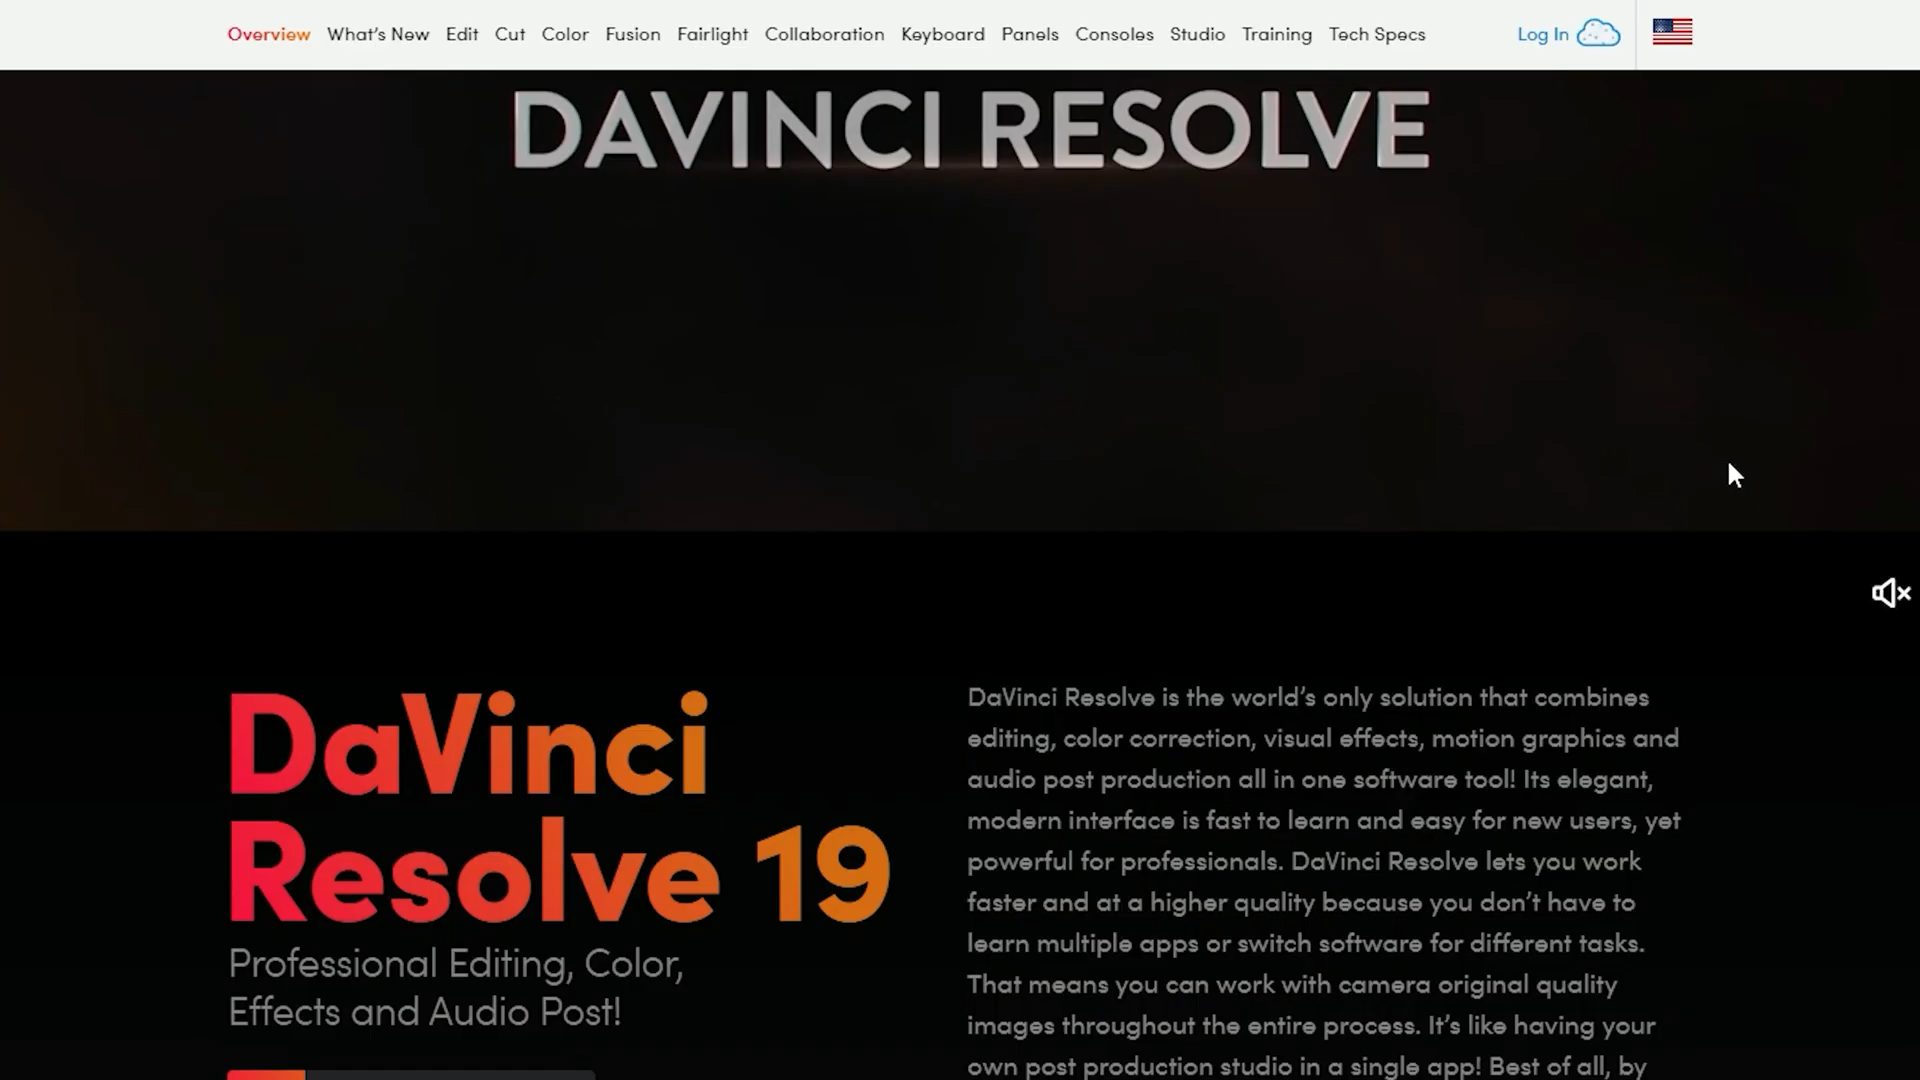 Overview What's New Edit Cut Color Fusion Fairlight Collaboration Keyboard Panels Consoles Studio Training Tech Specs Log In
DAVINCI RESOLVE
DaVinci
Resolve 19
Professional Editing, Color,
Effects and Audio Post!
DaVinci Resolve is the world's only solution that combines
editing, color correction, visual effects, motion graphics and
audio post production all in one software tool! Its elegant,
modern interface is fast to learn and easy for new users, yet
powerful for professionals. DaVinci Resolve lets you work
faster and at a higher quality because you don't have to
learn multiple apps or switch software for different tasks.
That means you can work with camera original quality
images throughout the entire process. It's like having your
own post production studio in a single app! Best of all, by